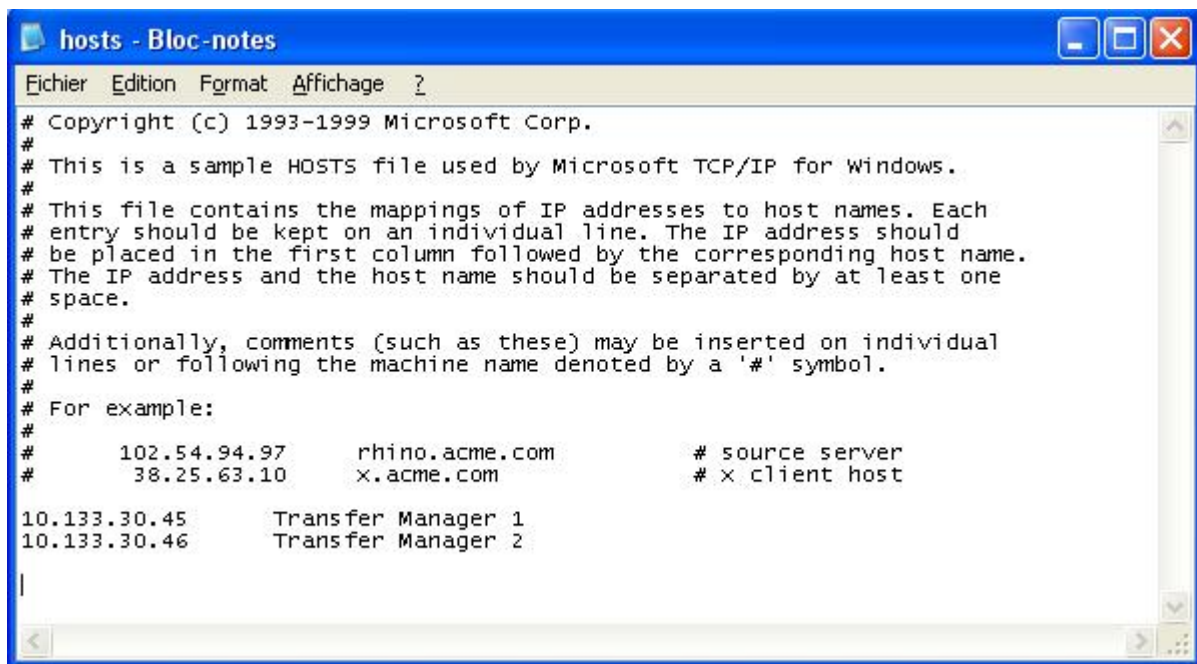 hosts - Bloc-notes
Fichier Edition Format Affichage ?
# Copyright (c) 1993-1999 Microsoft Corp.
#
# This is a sample HOSTS file used by Microsoft TCP/IP for Windows.
#
# This file contains the mappings of IP addresses to host names. Each
# entry should be kept on an individual line. The IP address should
# be placed in the first column followed by the corresponding host name.
# The IP address and the host name should be separated by at least one
# space.
#
# Additionally, comments (such as these) may be inserted on individual
# lines or following the machine name denoted by a '#' symbol.
#
# For example:
#
#      102.54.94.97     rhino.acme.com          # source server
#       38.25.63.10     x.acme.com              # x client host
10.133.30.45      Transfer Manager 1
10.133.30.46      Transfer Manager 2